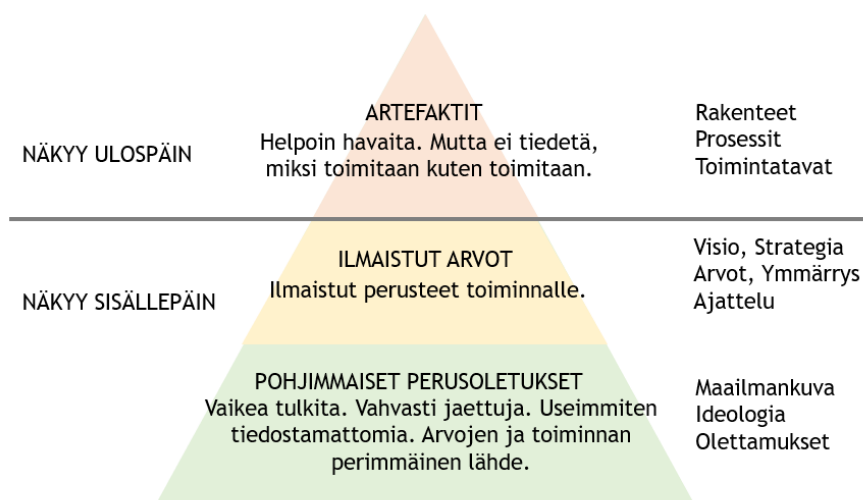 ARTEFAKTIT
Helpoin havaita. Mutta ei tiedetä,
miksi toimitaan kuten toimitaan.
NÄKYY ULOSPÄIN
Rakenteet
Prosessit
Toimintatavat
ILMAISTUT ARVOT
Ilmaistut perusteet toiminnalle.
NÄKYY SISÄLLEPÄIN
Visio, Strategia
Arvot, Ymmärrys
Ajattelu
POHJIMMAISET PERUSOLETUKSET
Vaikea tulkita. Vahvasti jaettuja. Useimmiten
tiedostamattomia. Arvojen ja toiminnan
perimmäinen lähde.
Maailmankuva
Ideologia
Olettamukset